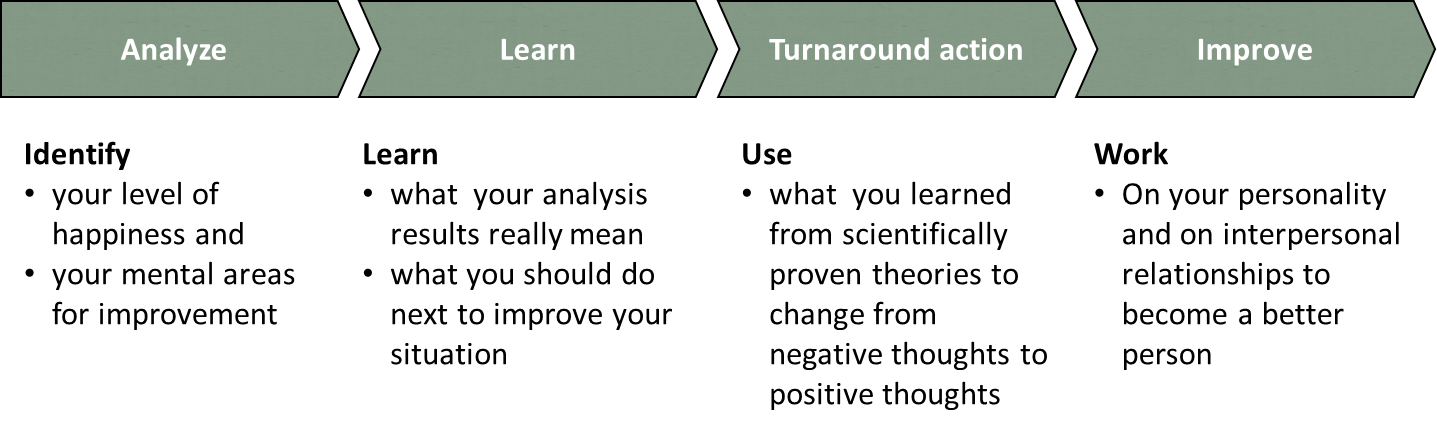 Analyze
Learn
Turnaround action
Improve
Identify
• your level of
happiness and
• your mental areas
for improvement
Learn
• what  your analysis
results really mean
• what you should do
next to improve your
situation
Use
• what  you learned
from scientifically
proven theories to
change from
negative thoughts to
positive thoughts
Work
• On your personality
and on interpersonal
relationships to
become a better
person